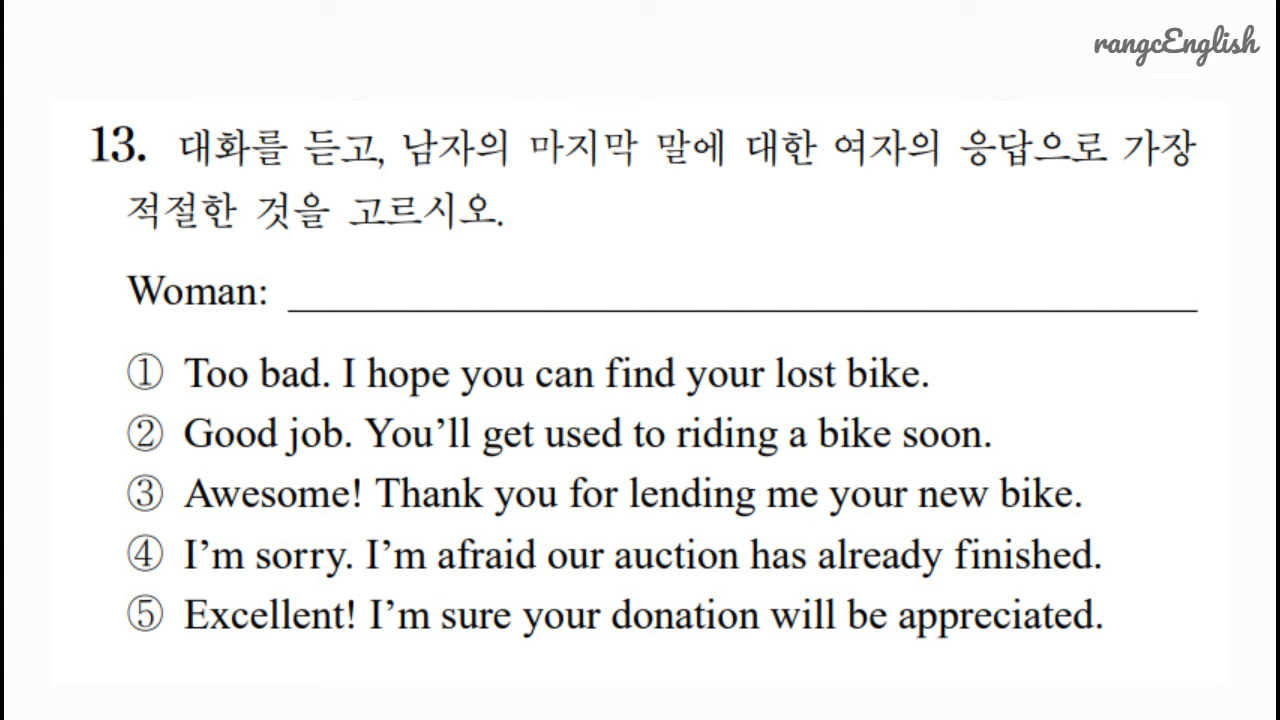 rangcEnglish
13. 대화를 듣고, 남자의 마지막 말에 대한 여자의 응답으로 가장
적절한 것을 고르시오.
Woman:
① Too bad. I hope you can find your lost bike.
② Good job. You’ll get used to riding a bike soon.
③ Awesome! Thank you for lending me your new bike.
④ I’m sorry. I’m afraid our auction has already finished.
⑤ Excellent! I’m sure your donation will be appreciated.